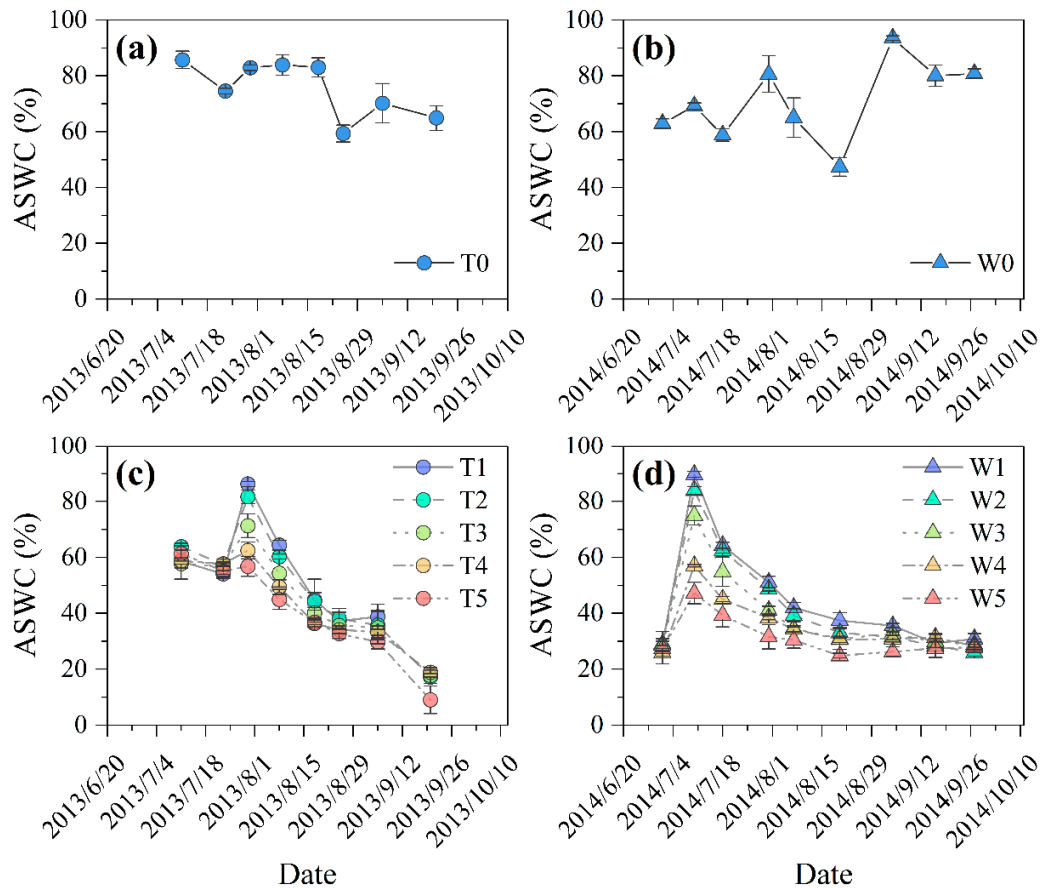 (a)
ASWC (%)
100
80
60
40
20
0
T0
2013/6/20
2013/7/4
2013/7/18
2013/8/1
2013/8/15
2013/8/29
2013/9/12
2013/9/26
2013/10/10
(b)
ASWC (%)
100
80
60
40
20
0
W0
2014/6/20
2014/7/4
2014/7/18
2014/8/1
2014/8/15
2014/8/29
2014/9/12
2014/9/26
2014/10/10
(c)
ASWC (%)
100
80
60
40
20
0
T1
T2
T3
T4
T5
2013/6/20
2013/7/4
2013/7/18
2013/8/1
2013/8/15
2013/8/29
2013/9/12
2013/9/26
2013/10/10
Date
(d)
ASWC (%)
100
80
60
40
20
0
W1
W2
W3
W4
W5
2014/6/20
2014/7/4
2014/7/18
2014/8/1
2014/8/15
2014/8/29
2014/9/12
2014/9/26
2014/10/10
Date